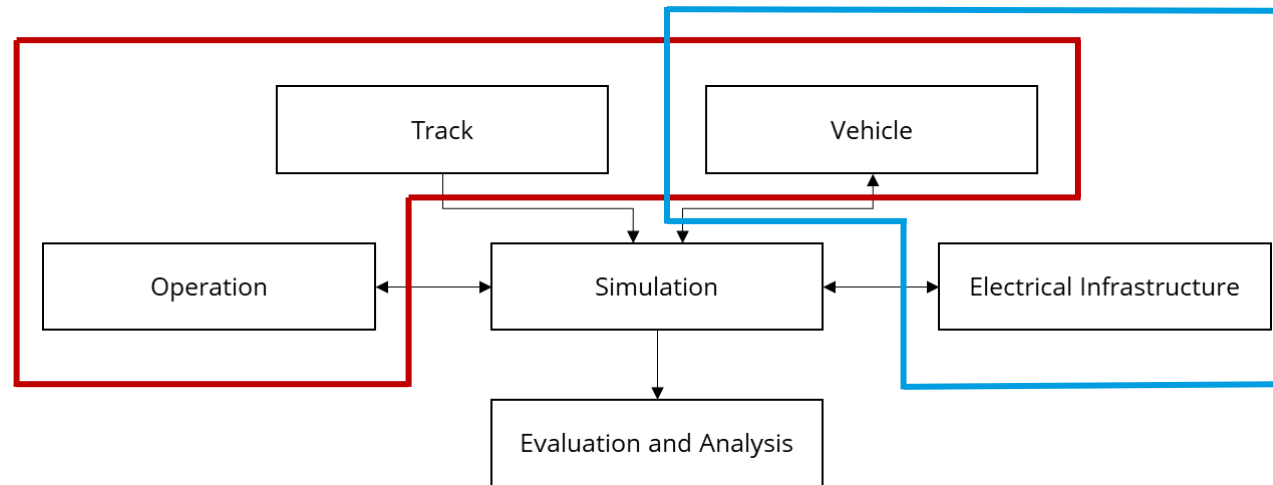 Track
Vehicle
Operation
Simulation
Electrical Infrastructure
Evaluation and Analysis